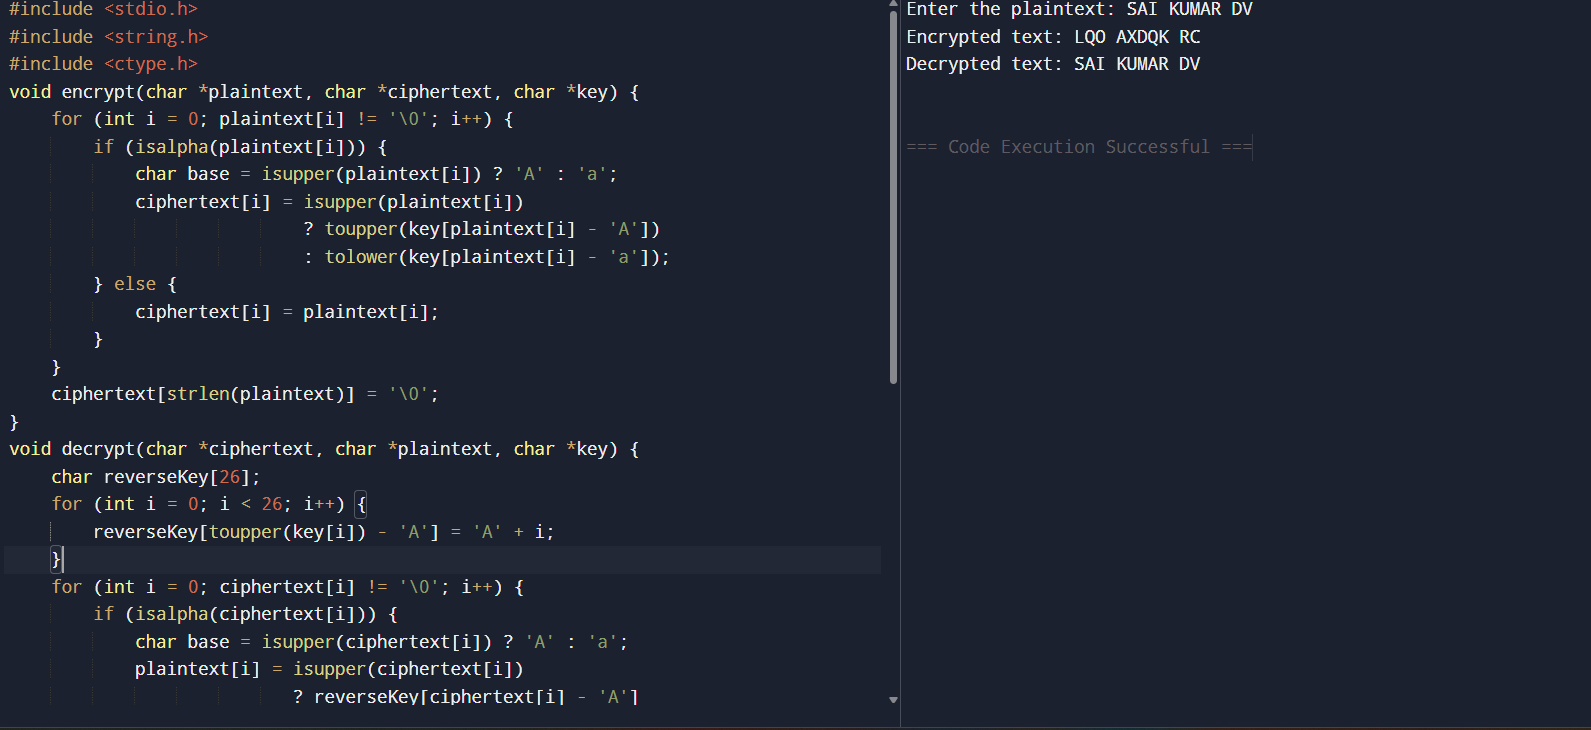 #include <stdio.h>
#include <string.h>
#include <ctype.h>
void encrypt(char *plaintext, char *ciphertext, char *key) {
    for (int i = 0; plaintext[i] != '\0'; i++) {
        if (isalpha(plaintext[i])) {
            char base = isupper(plaintext[i]) ? 'A' : 'a';
            ciphertext[i] = isupper(plaintext[i])
                            ? toupper(key[plaintext[i] - 'A'])
                            : tolower(key[plaintext[i] - 'a']);
        } else {
            ciphertext[i] = plaintext[i];
        }
    }
    ciphertext[strlen(plaintext)] = '\0';
}
void decrypt(char *ciphertext, char *plaintext, char *key) {
    char reverseKey[26];
    for (int i = 0; i < 26; i++) {
        reverseKey[toupper(key[i]) - 'A'] = 'A' + i;
    }
    for (int i = 0; ciphertext[i] != '\0'; i++) {
        if (isalpha(ciphertext[i])) {
            char base = isupper(ciphertext[i]) ? 'A' : 'a';
            plaintext[i] = isupper(ciphertext[i])
                           ? reverseKey[ciphertext[i] - 'A']
Enter the plaintext: SAI KUMAR DV
Encrypted text: LQO AXDQK RC
Decrypted text: SAI KUMAR DV
=== Code Execution Successful ===